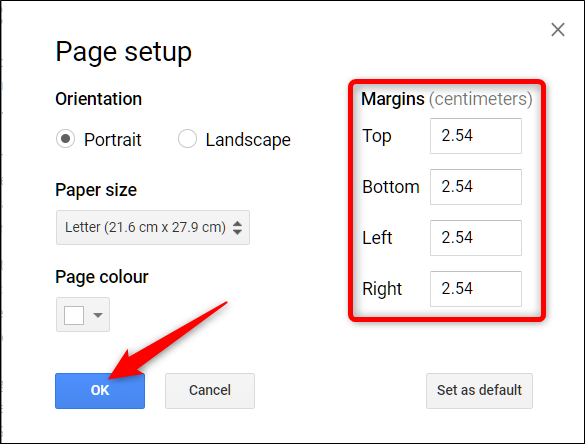 Page setup
Orientation
Portrait Landscape
Paper size
Letter (21.6 cm x 27.9 cm)
Page colour
Margins (centimeters)
Top 2.54
Bottom 2.54
Left 2.54
Right 2.54
OK Cancel Set as default